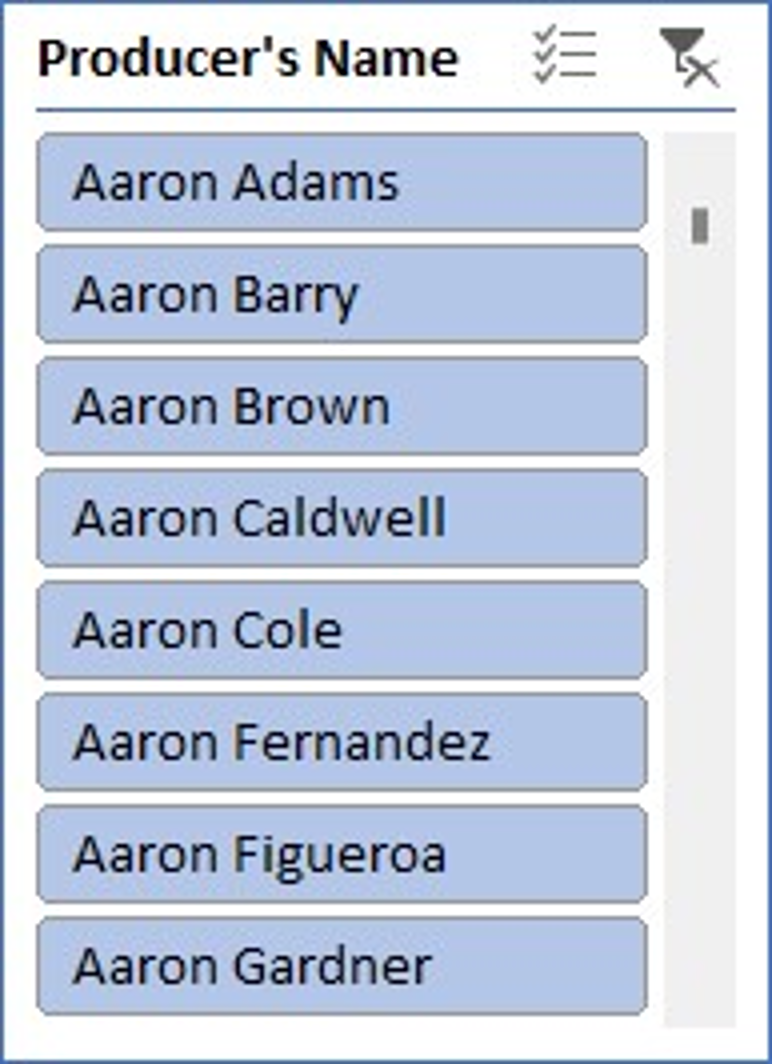 Producer's Name
Aaron Adams
Aaron Barry
Aaron Brown
Aaron Caldwell
Aaron Cole
Aaron Fernandez
Aaron Figueroa
Aaron Gardner